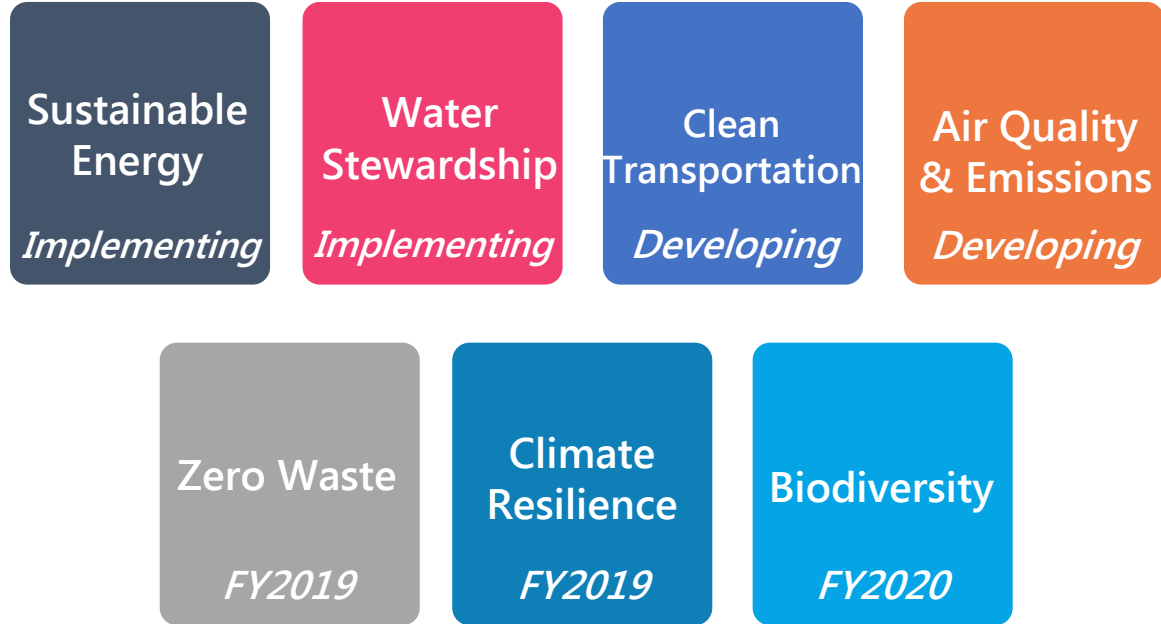 Sustainable
Energy
Implementing
Water
Stewardship
Implementing
Clean
Transportation
Developing
Air Quality
& Emissions
Developing
Zero Waste
FY2019
Climate
Resilience
FY2019
Biodiversity
FY2020